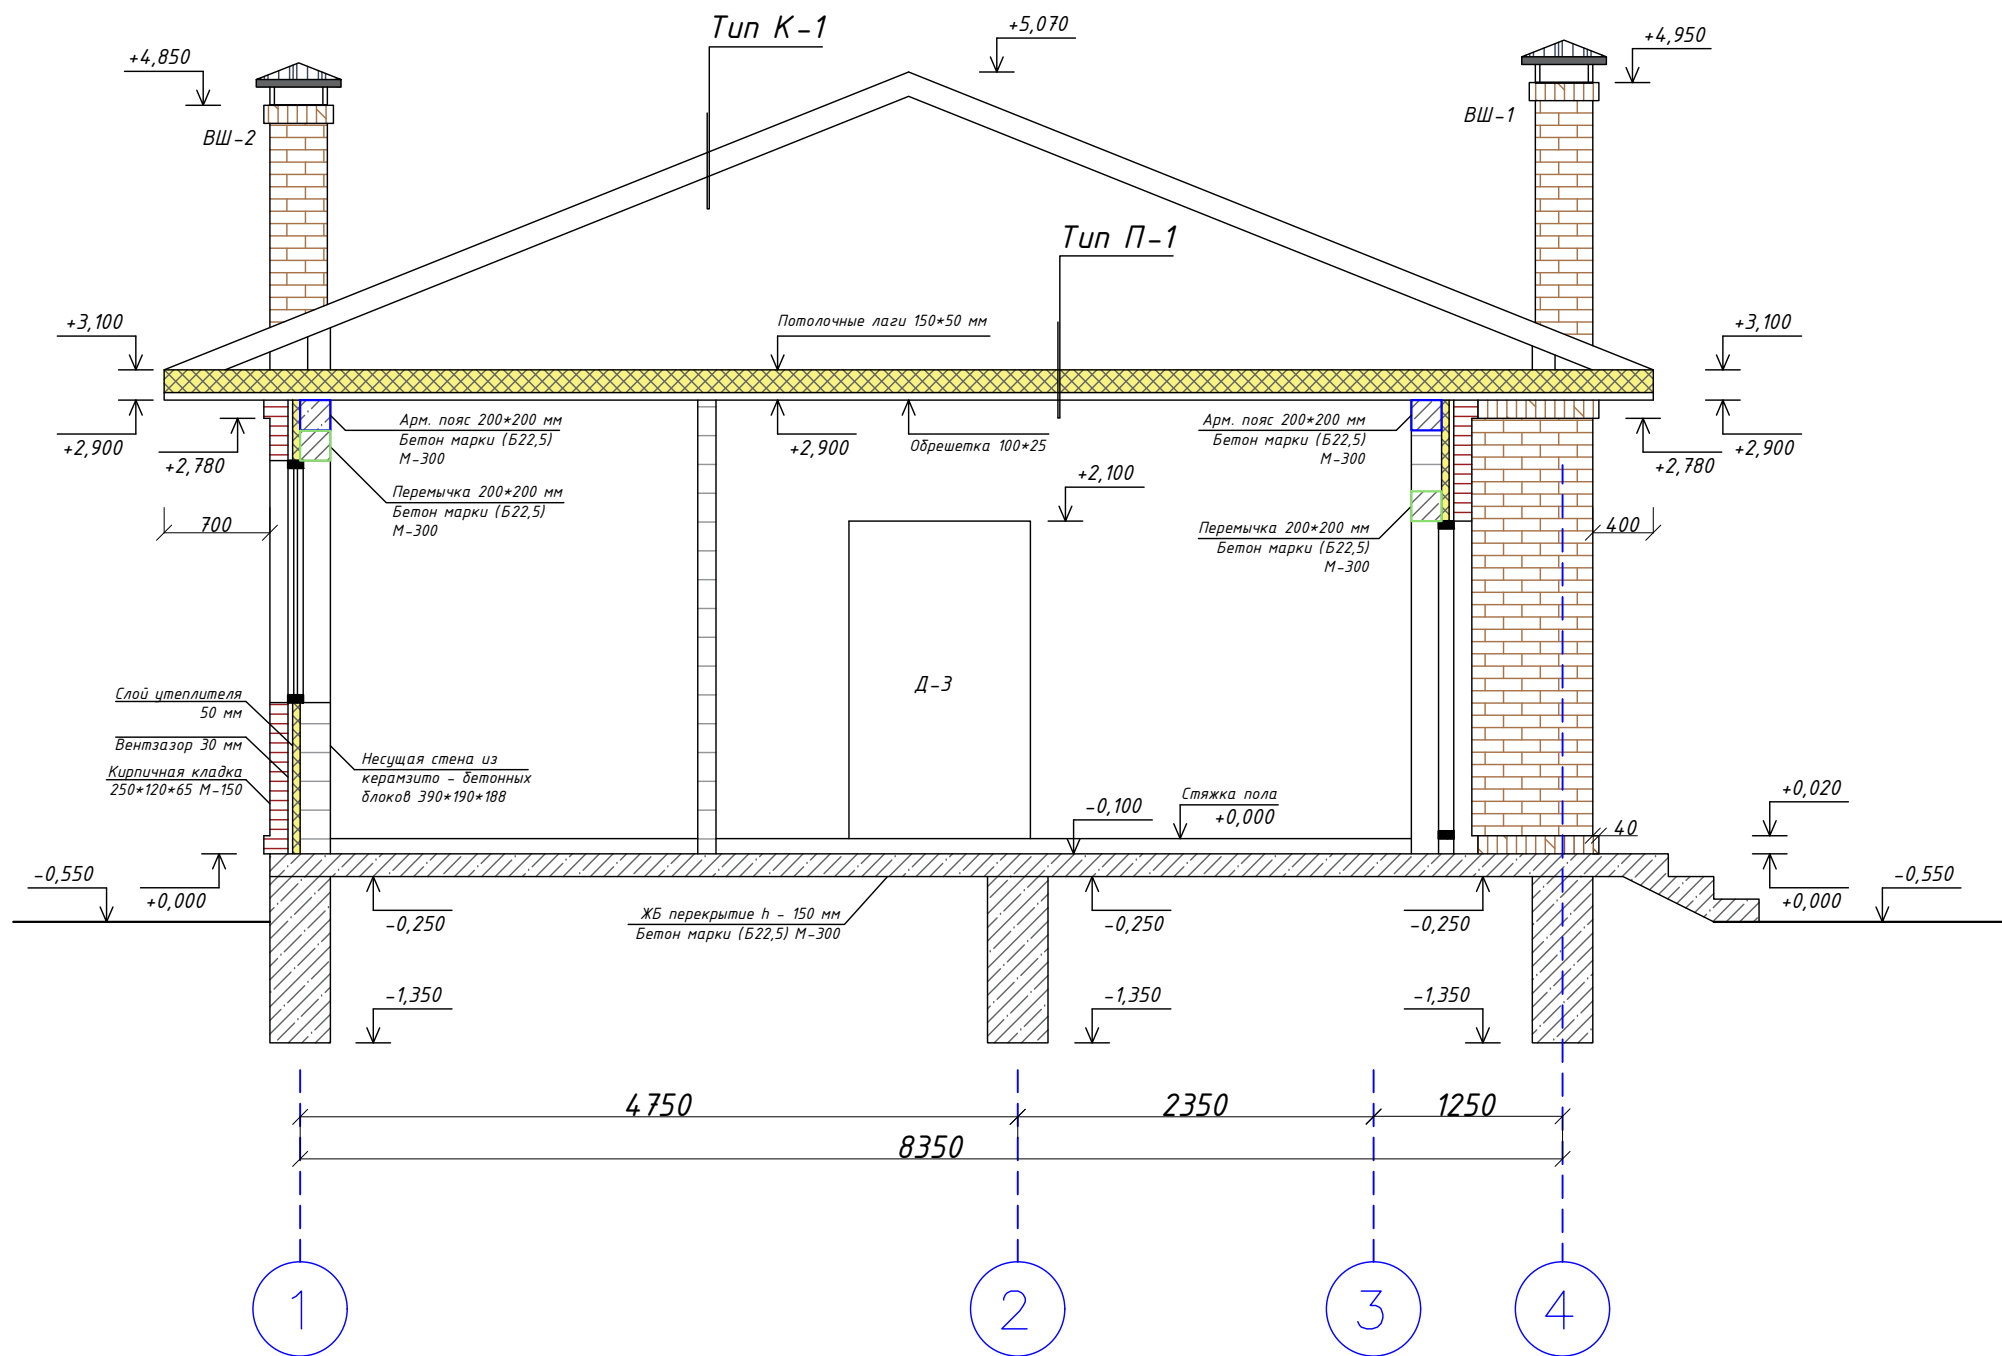 Тип К-1
+5,070
+4,850
+4,950
ВШ-2
ВШ-1
Тип П-1
+3,100
Потолочные лаги 150*50 мм
+3,100
+2,900
+2,780
Арм. пояс 200*200 мм
Бетон марки (Б22,5)
М-300
+2,900
Обрешетка 100*25
Арм. пояс 200*200 мм
Бетон марки (Б22,5)
М-300
+2,780
+2,900
Перемычка 200*200 мм
Бетон марки (Б22,5)
М-300
+2,100
700
Перемычка 200*200 мм
Бетон марки (Б22,5)
М-300
400
Д-3
Слой утеплителя
50 мм
Вентзазор 30 мм
Кирпичная кладка
250*120*65 М-150
Несущая стена из
керамзито - бетонных
блоков 390*190*188
-0,100
Стяжка пола
+0,000
+0,020
40
-0,550
+0,000
-0,250
ЖБ перекрытие h - 150 мм
Бетон марки (Б22,5) М-300
-0,250
-0,250
+0,000
-0,550
-1,350
-1,350
-1,350
4750
2350
1250
8350
1
2
3
4